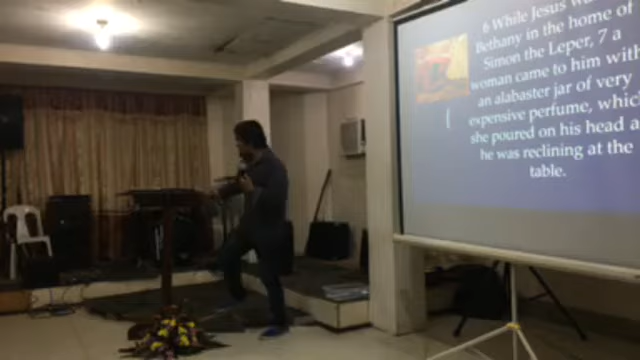 6 While Jesus was
Bethany in the home of
Simon the Leper, 7 a
woman came to him with
an alabaster jar of very
expensive perfume, which
she poured on his head a
he was reclining at the
table.